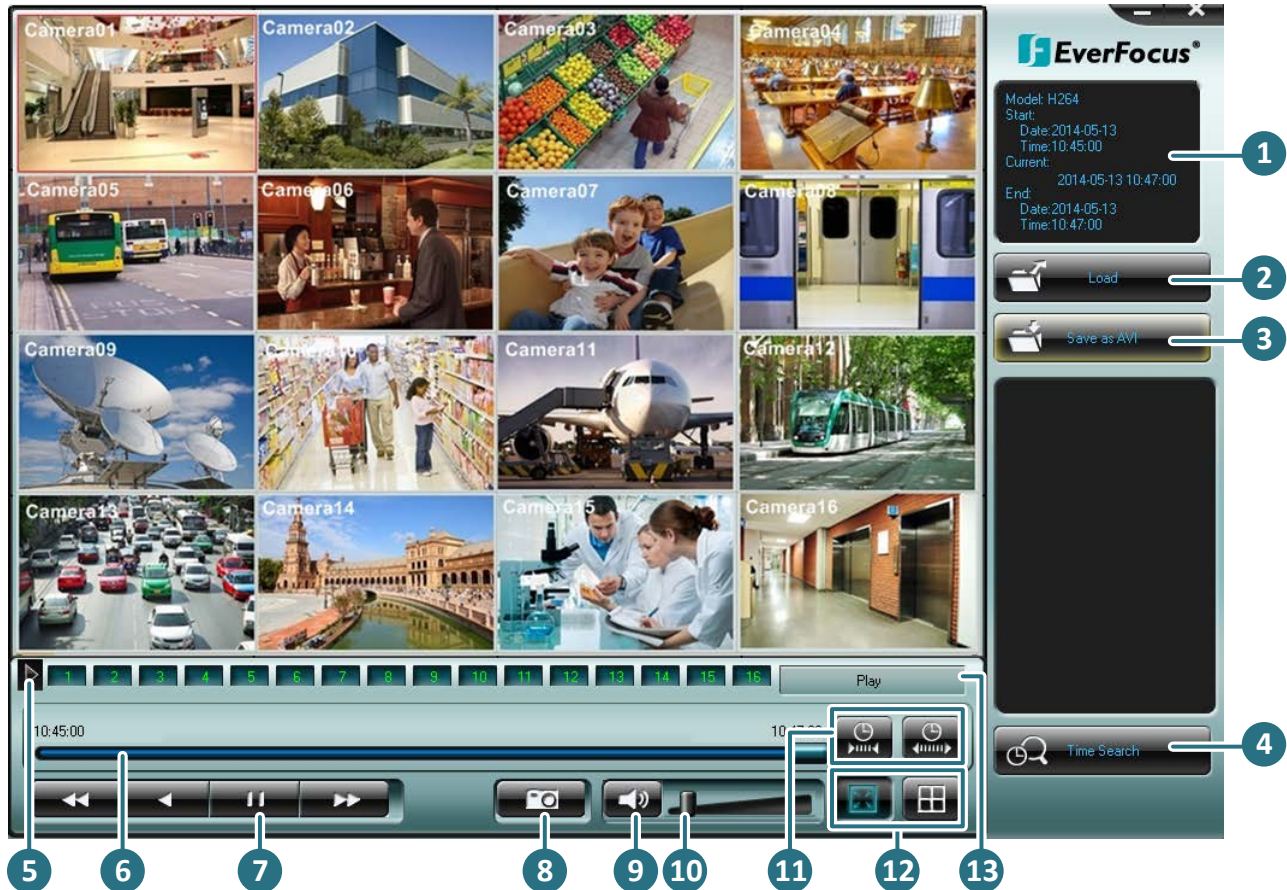 Camera01
Camera02
Camera03
Camera04
Camera05
Camera06
Camera07
Camera08
Camera09
Camera10
Camera11
Camera12
Camera13
Camera14
Camera15
Camera16
EverFocus®
Model: H264
Start:
Date:2014-05-13
Time:10:45:00
Current:
2014-05-13 10:47:00
End:
Date:2014-05-13
Time:10:47:00
1
Load
2
Save as AVI
3
Time Search
4
1 2 3 4 5 6 7 8 9 10 11 12 13 14 15 16
Play
10:45:00
5
6
7
8
9
10
11
12
13